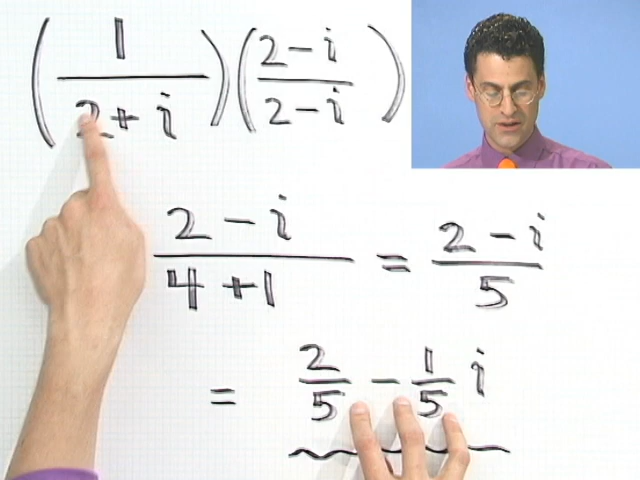 (1/(2+i))((2-i)/(2-i))
(2-i)/(4+1) = (2-i)/5
= 2/5 - 1/5 i